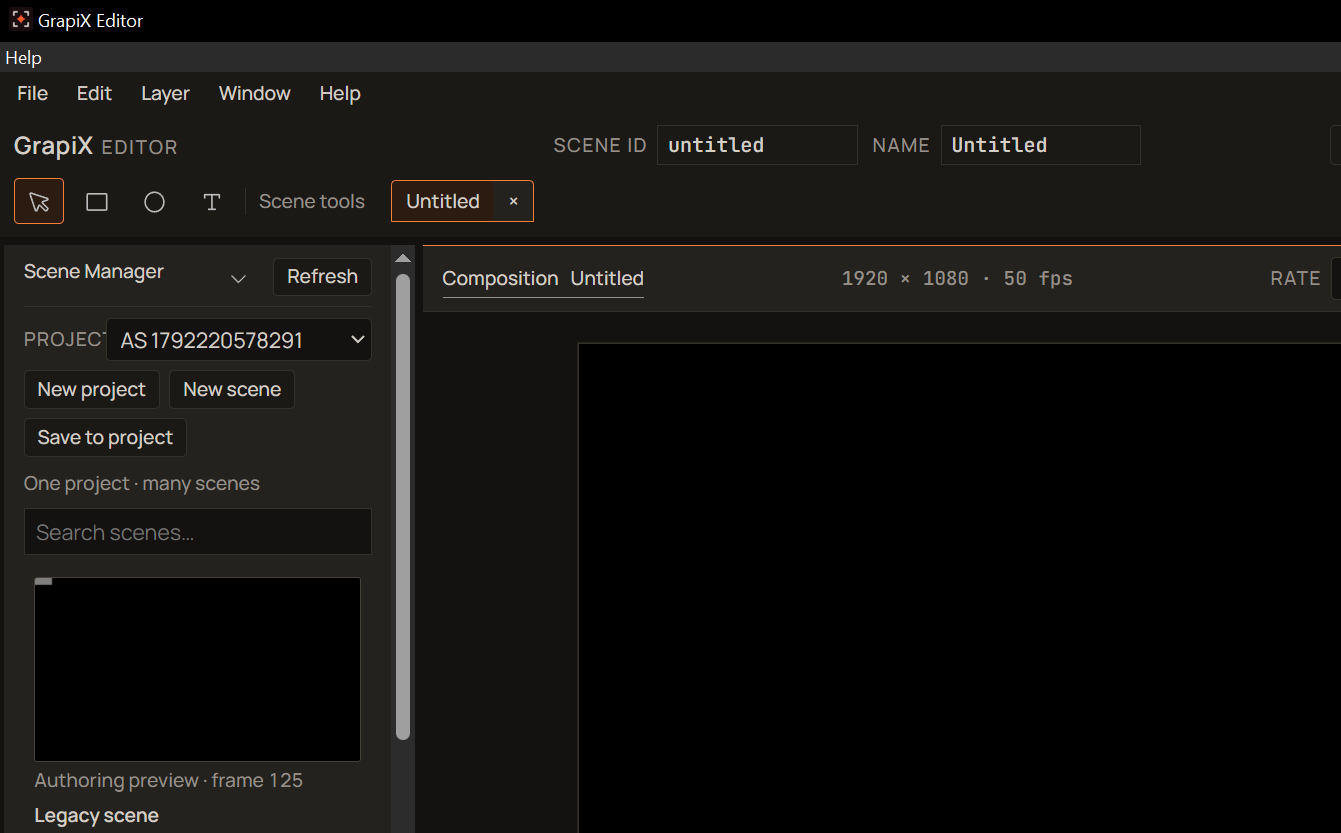 GrapiX Editor
Help
File Edit Layer Window Help
GrapiX EDITOR SCENE ID untitled NAME Untitled
T Scene tools Untitled ×
Scene Manager Refresh
Composition Untitled 1920 × 1080 · 50 fps RATE
PROJECT AS1792220578291
New project New scene
Save to project
One project · many scenes
Search scenes...
Authoring preview · frame 125
Legacy scene